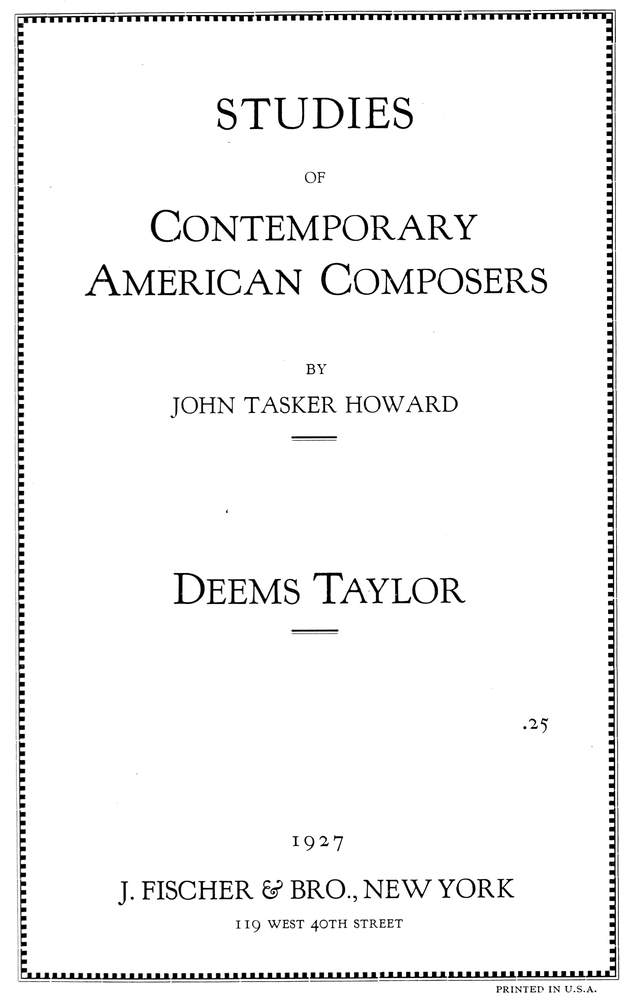 STUDIES
OF
CONTEMPORARY
AMERICAN COMPOSERS
BY
JOHN TASKER HOWARD
DEEMS TAYLOR
.25
1927
J. FISCHER & BRO., NEW YORK
119 WEST 40TH STREET
PRINTED IN U.S.A.